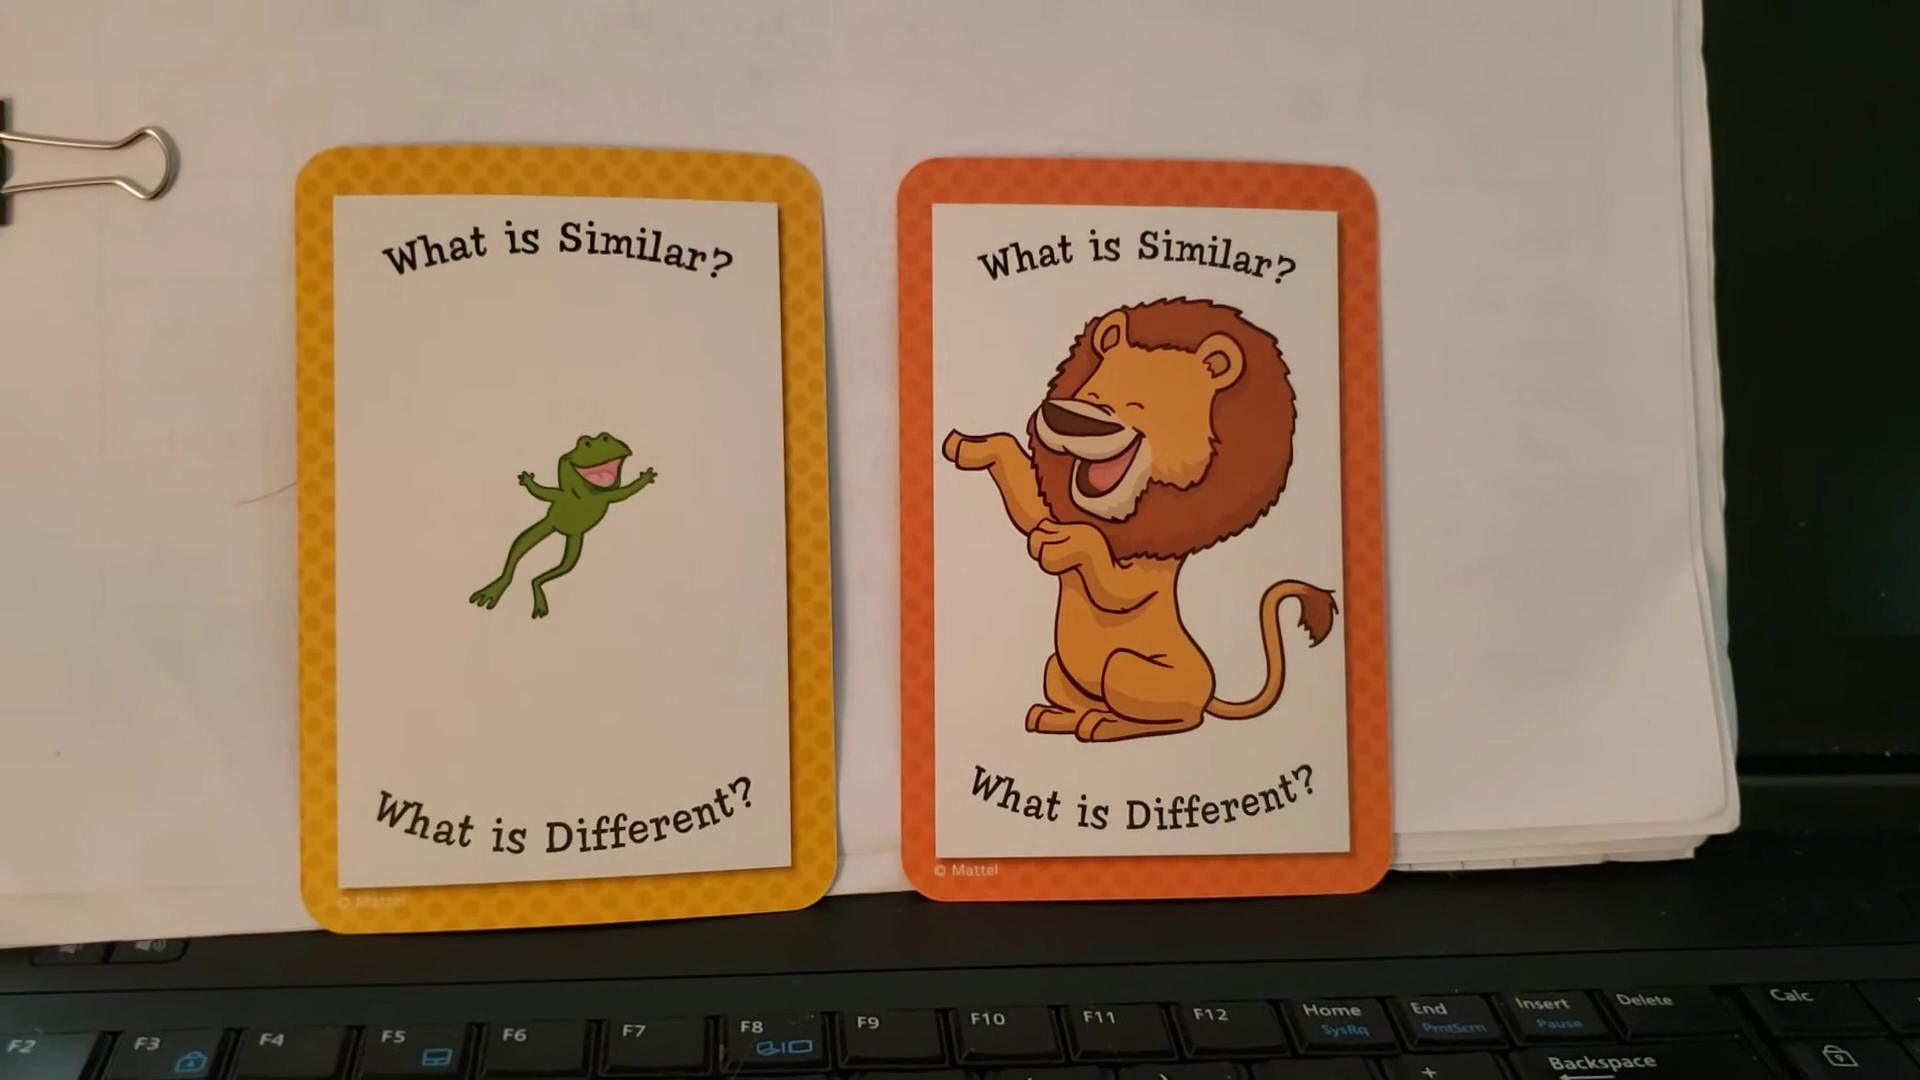 What is Similar?
What is Different?
© Mattel
What is Similar?
What is Different?
© Mattel
F2 F3 F4 F5 F6 F7 F8 F9 F10 F11 F12 Home End Insert Delete Calc
SysRq PrntScrn Pause
Backspace
+